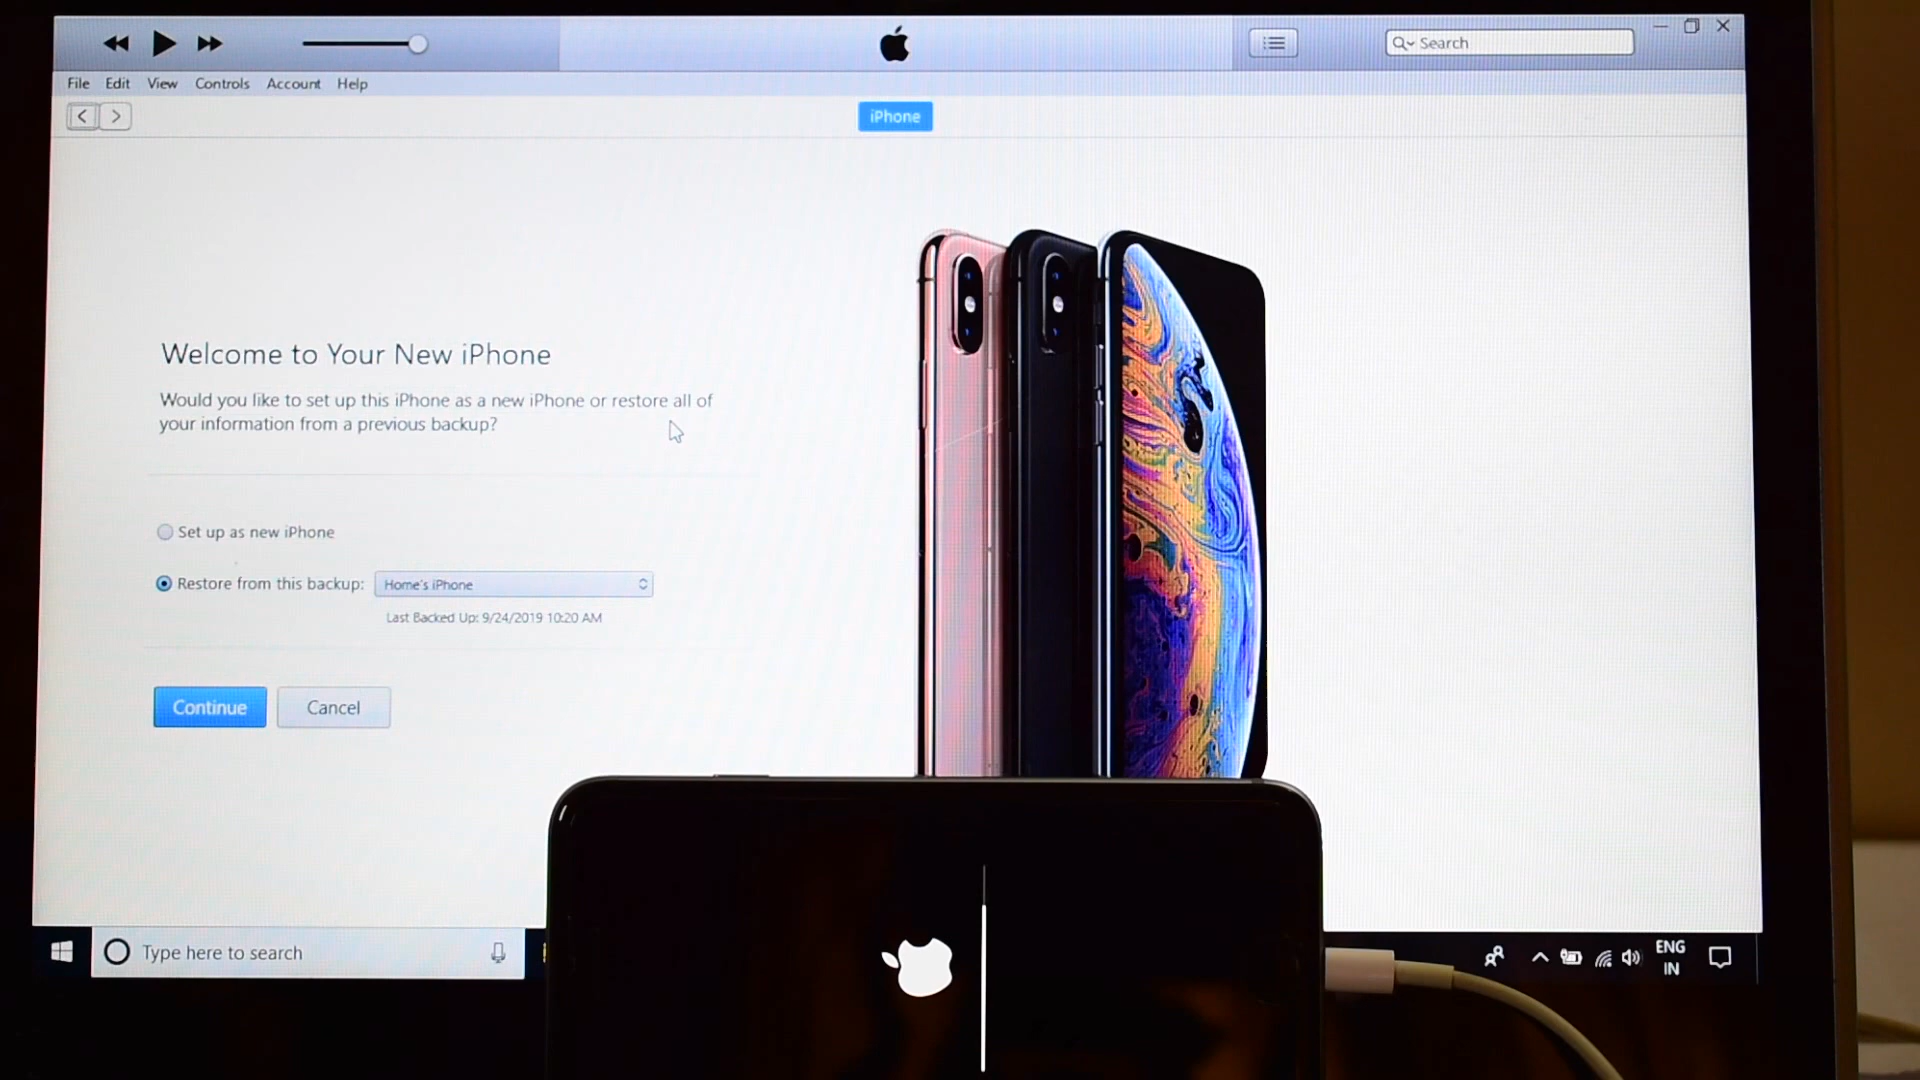 Search
File Edit View Controls Account Help
iPhone
Welcome to Your New iPhone
Would you like to set up this iPhone as a new iPhone or restore all of
your information from a previous backup?
Set up as new iPhone
Restore from this backup: Home's iPhone
Last Backed Up: 9/24/2019 10:20 AM
Continue Cancel
Type here to search
ENG
IN